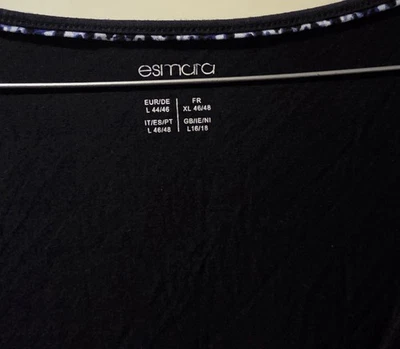 esmara
EUR/DE | FR
L 44/46 | XL 46/48
IT/ES/PT | GB/IE/NI
L 46/48 | L16/18